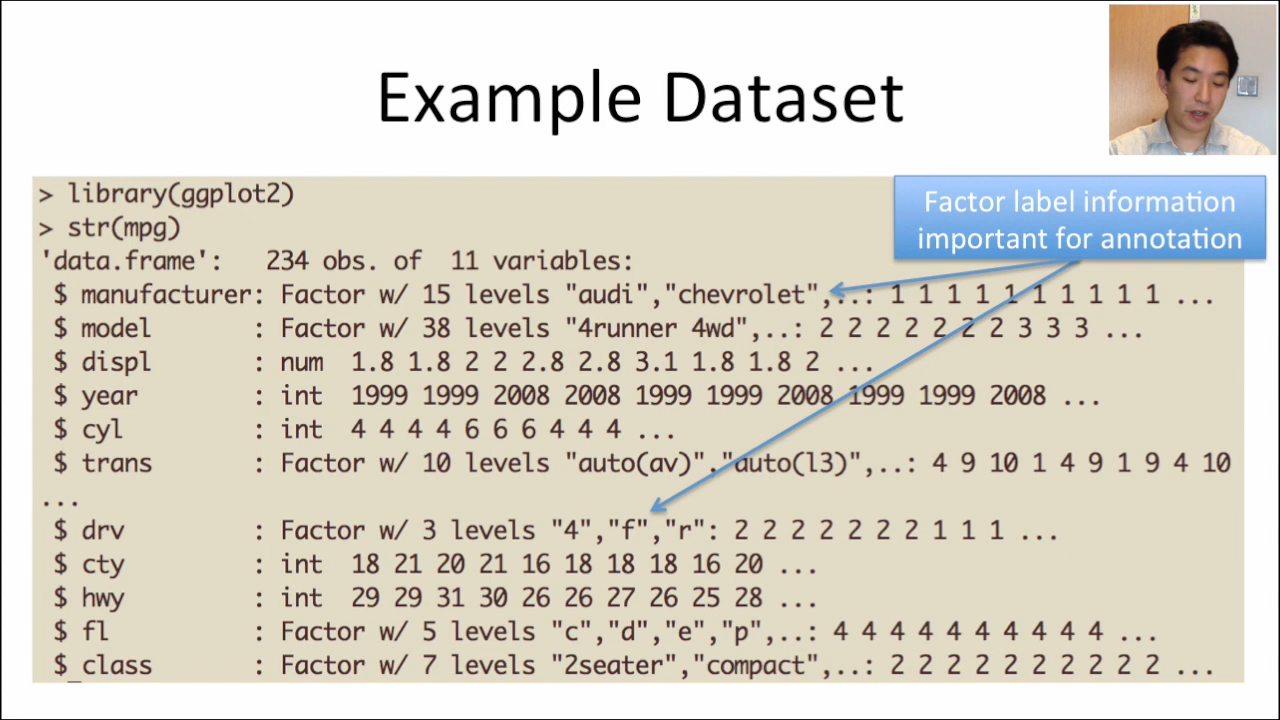 Example Dataset
Factor label information
important for annotation
> library(ggplot2)
> str(mpg)
'data.frame':   234 obs. of  11 variables:
 $ manufacturer: Factor w/ 15 levels "audi","chevrolet",..: 1 1 1 1 1 1 1 1 1 1 ...
 $ model       : Factor w/ 38 levels "4runner 4wd",..: 2 2 2 2 2 2 2 3 3 3 ...
 $ displ       : num  1.8 1.8 2 2 2.8 2.8 3.1 1.8 1.8 2 ...
 $ year        : int  1999 1999 2008 2008 1999 1999 2008 1999 1999 2008 ...
 $ cyl         : int  4 4 4 4 6 6 6 4 4 4 ...
 $ trans       : Factor w/ 10 levels "auto(av)","auto(l3)",..: 4 9 10 1 4 9 1 9 4 10
...
 $ drv         : Factor w/ 3 levels "4","f","r": 2 2 2 2 2 2 2 1 1 1 ...
 $ cty         : int  18 21 20 21 16 18 18 18 16 20 ...
 $ hwy         : int  29 29 31 30 26 26 27 26 25 28 ...
 $ fl          : Factor w/ 5 levels "c","d","e","p",..: 4 4 4 4 4 4 4 4 4 4 ...
 $ class       : Factor w/ 7 levels "2seater","compact",..: 2 2 2 2 2 2 2 2 2 2 ...